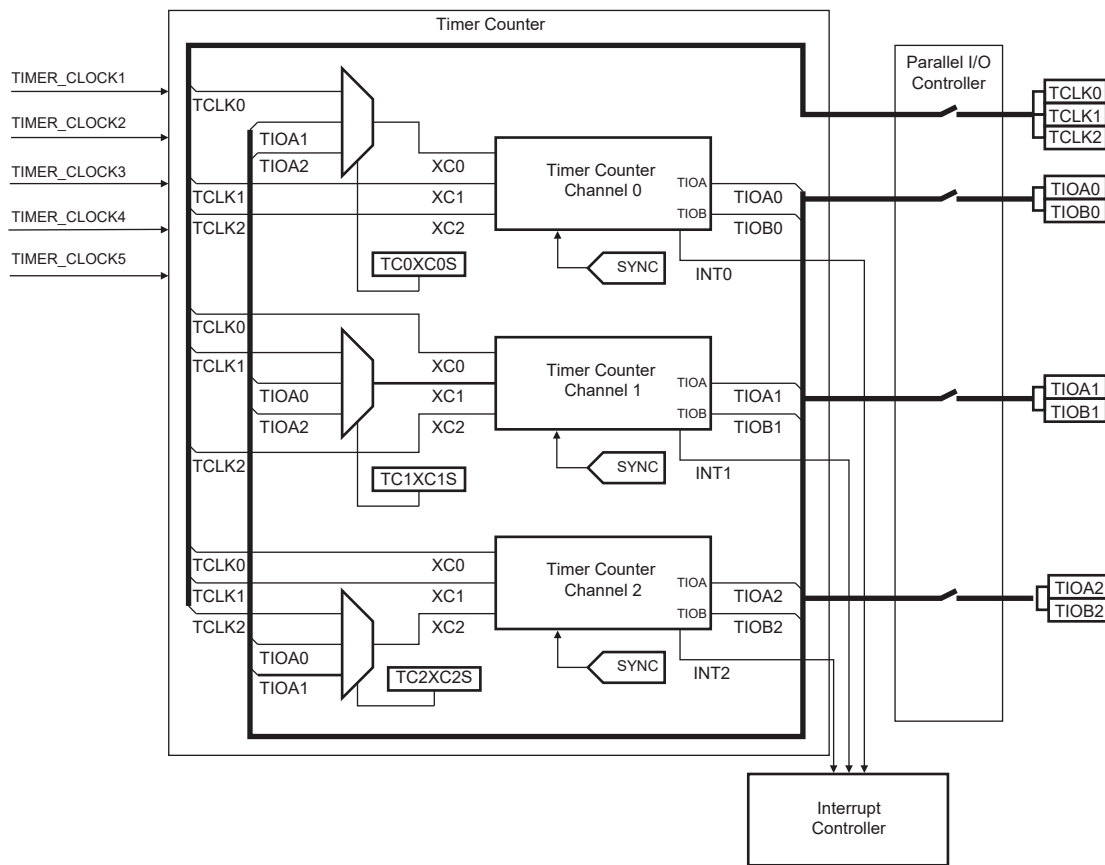 Timer Counter
Parallel I/O
Controller
TIMER_CLOCK1
TIMER_CLOCK2
TIMER_CLOCK3
TIMER_CLOCK4
TIMER_CLOCK5
TCLK0
TIOA1
TIOA2
TCLK1
TCLK2
XC0
XC1
XC2
Timer Counter
Channel 0
TIOA
TIOB
TIOA0
TIOB0
TC0XC0S
SYNC
INT0
TCLK0
TCLK1
TIOA0
TIOA2
TCLK2
XC0
XC1
XC2
Timer Counter
Channel 1
TIOA
TIOB
TIOA1
TIOB1
TC1XC1S
SYNC
INT1
TCLK0
TCLK1
TCLK2
TIOA0
TIOA1
XC0
XC1
XC2
Timer Counter
Channel 2
TIOA
TIOB
TIOA2
TIOB2
TC2XC2S
SYNC
INT2
TCLK0
TCLK1
TCLK2
TIOA0
TIOB0
TIOA1
TIOB1
TIOA2
TIOB2
Interrupt
Controller